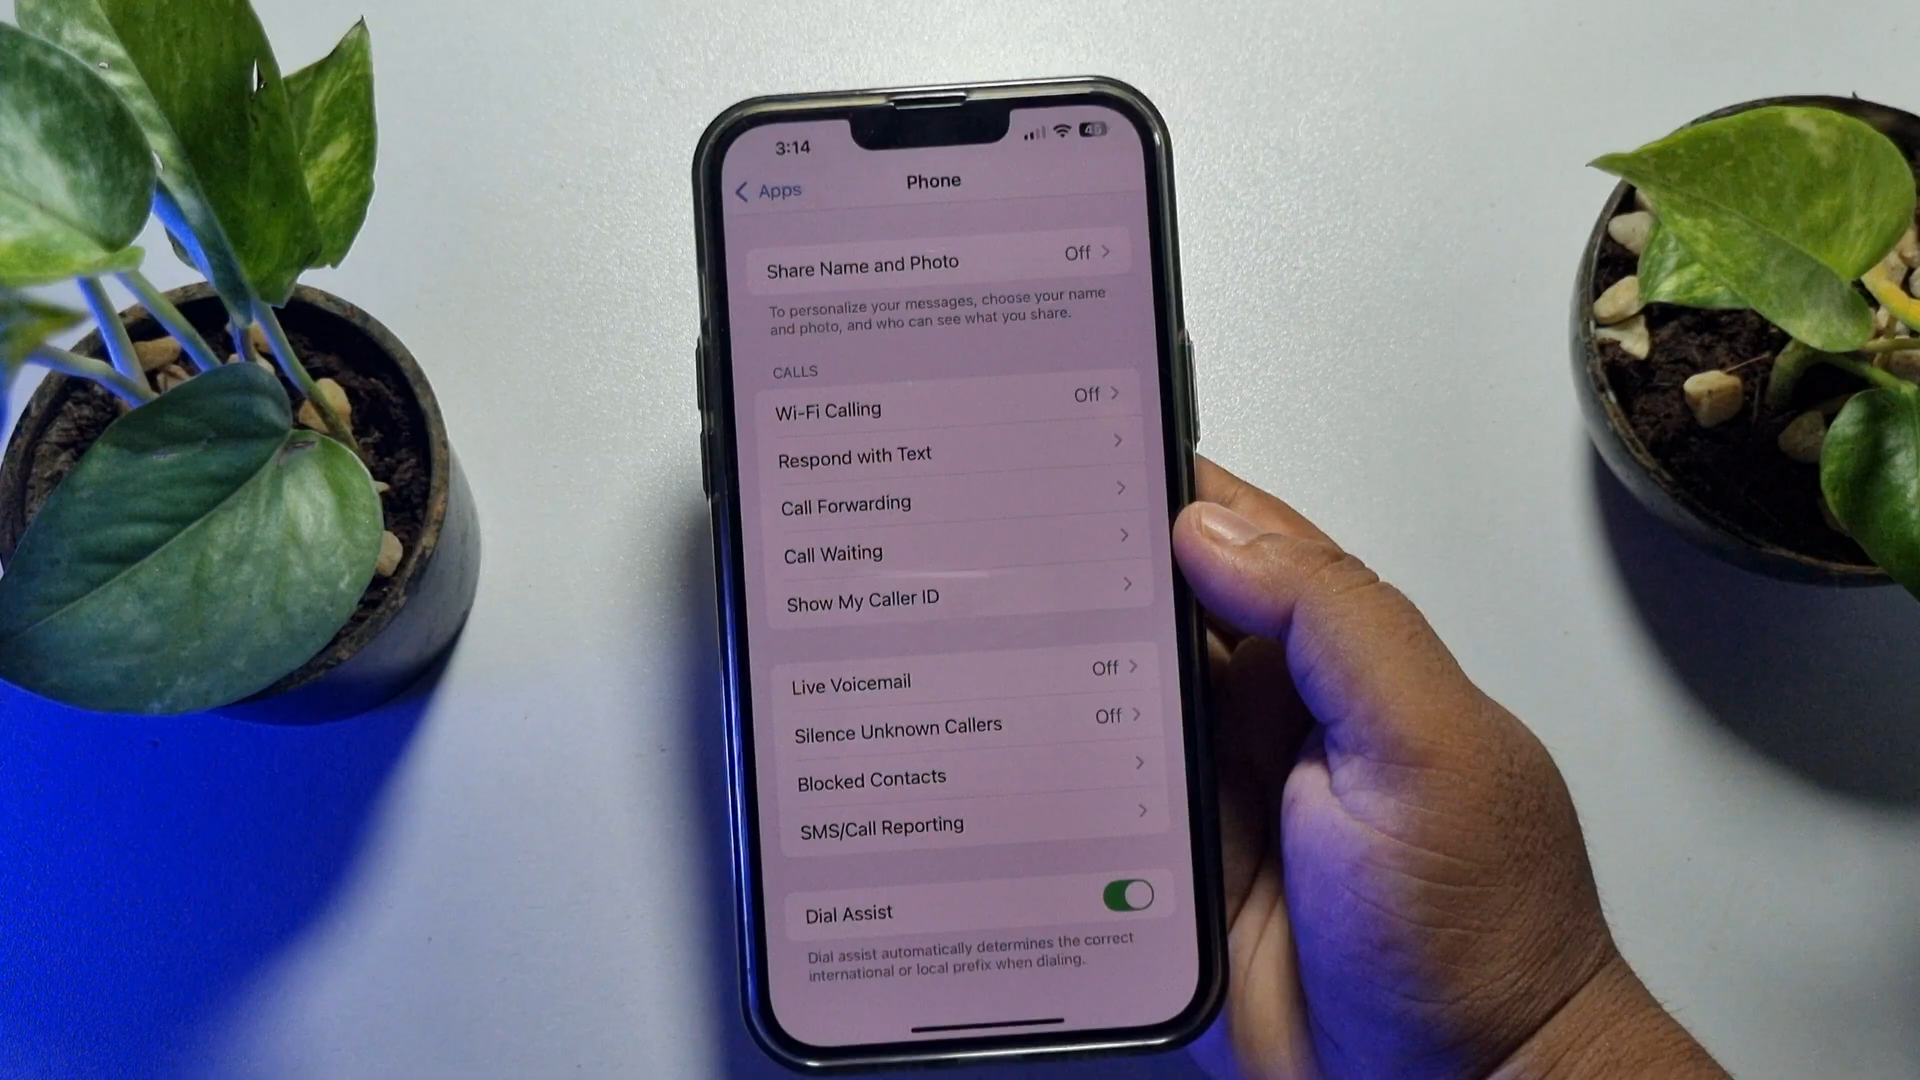 3:14
45
Apps
Phone
Share Name and Photo Off
To personalize your messages, choose your name
and photo, and who can see what you share.
CALLS
Wi-Fi Calling Off
Respond with Text
Call Forwarding
Call Waiting
Show My Caller ID
Live Voicemail Off
Silence Unknown Callers Off
Blocked Contacts
SMS/Call Reporting
Dial Assist
Dial assist automatically determines the correct
international or local prefix when dialing.